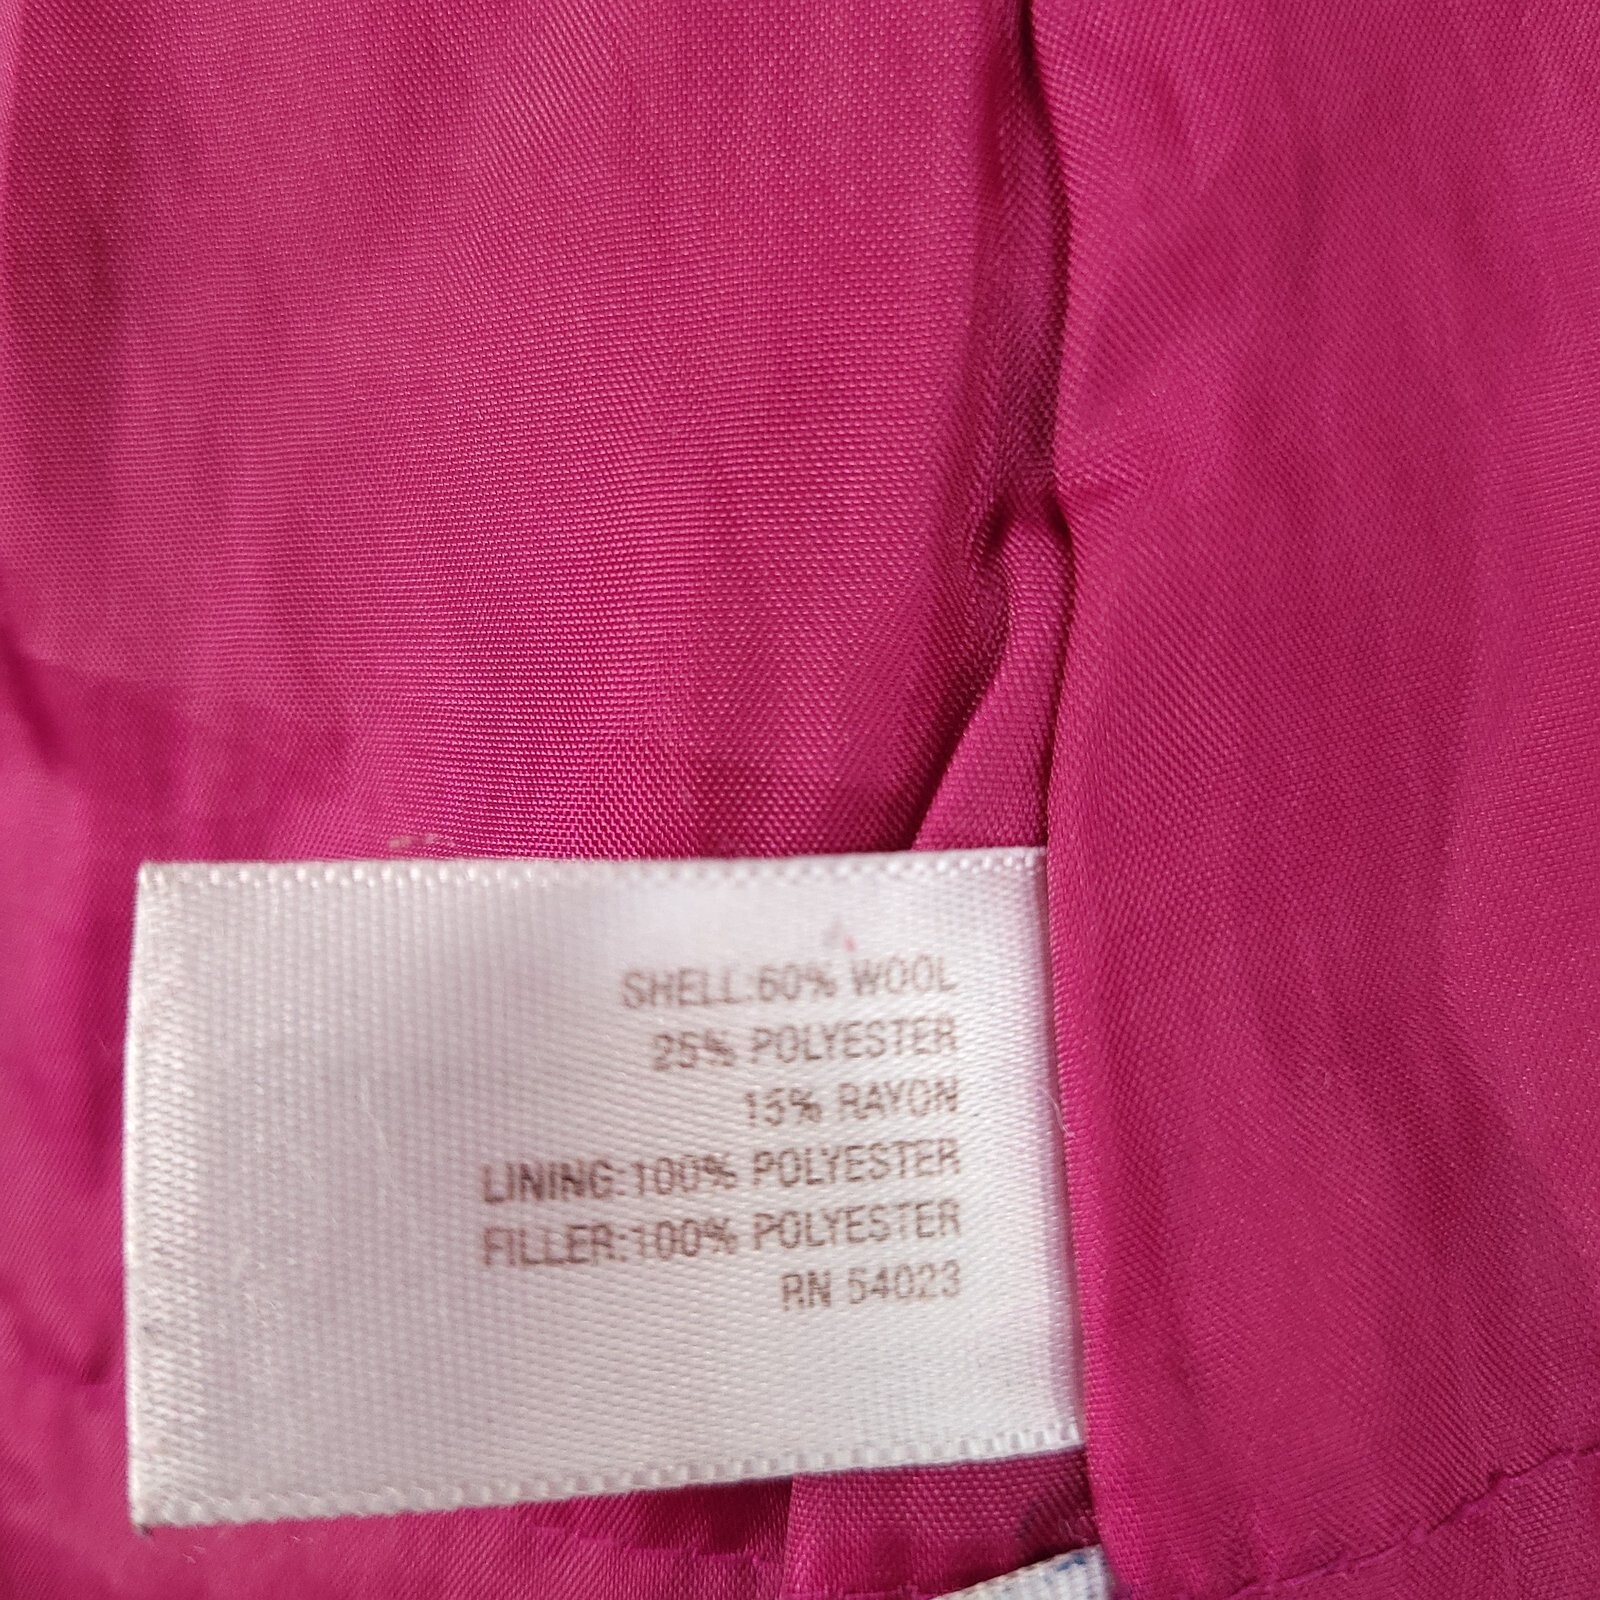 SHELL:60% WOOL
25% POLYESTER
15% RAYON
LINING:100% POLYESTER
FILLER:100% POLYESTER
RN 54023